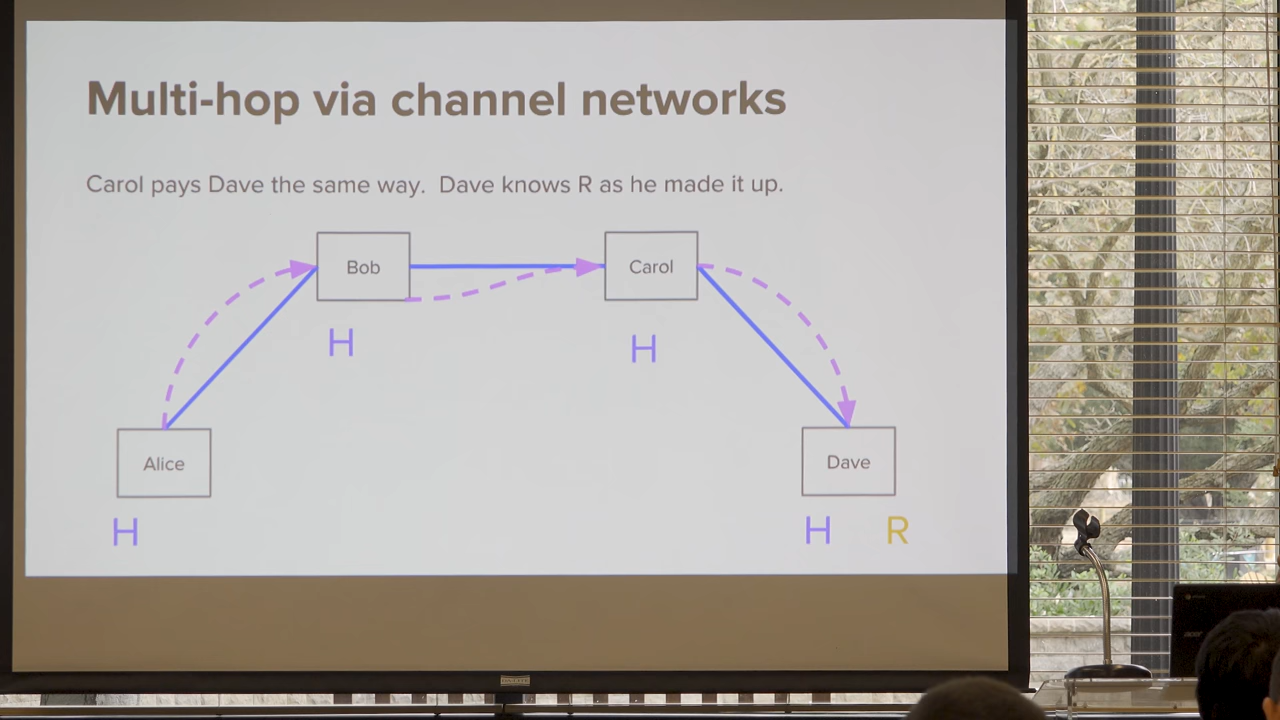 Multi-hop via channel networks
Carol pays Dave the same way. Dave knows R as he made it up.
Bob
Carol
H
H
Alice
Dave
H
H R
acer